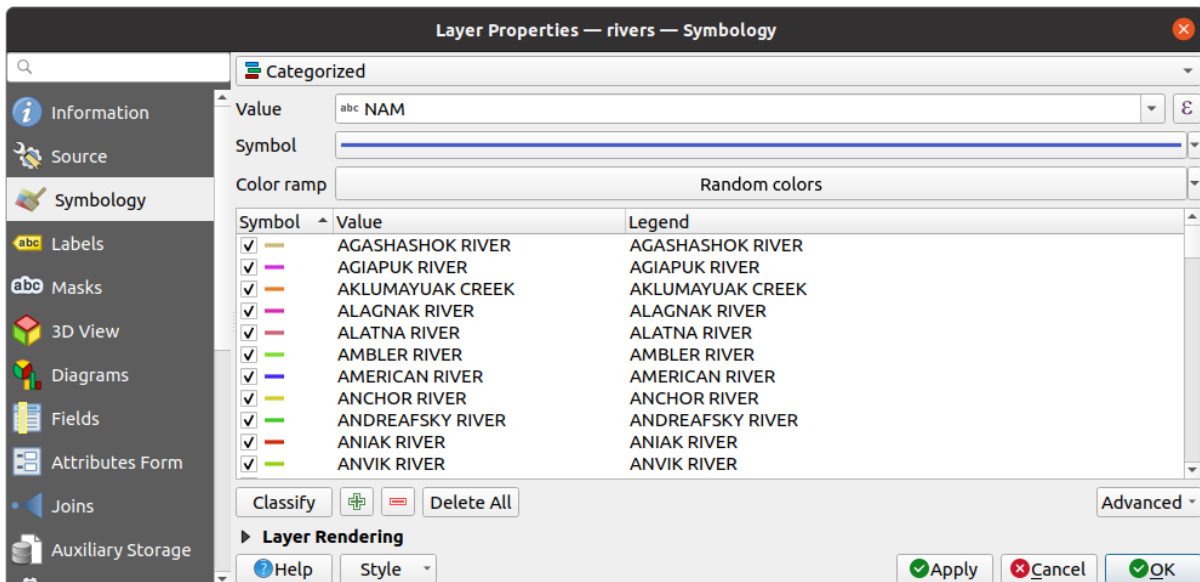 Layer Properties — rivers — Symbology
Categorized
Information
Value abc NAM ε
Source
Symbol
Symbology
Color ramp Random colors
Symbol Value Legend
abc Labels
AGASHASHOK RIVER AGASHASHOK RIVER
AGIAPUK RIVER AGIAPUK RIVER
abc Masks
AKLUMAYUAK CREEK AKLUMAYUAK CREEK
ALAGNAK RIVER ALAGNAK RIVER
3D View
ALATNA RIVER ALATNA RIVER
AMBLER RIVER AMBLER RIVER
Diagrams
AMERICAN RIVER AMERICAN RIVER
ANCHOR RIVER ANCHOR RIVER
Fields
ANDREAFSKY RIVER ANDREAFSKY RIVER
ANIAK RIVER ANIAK RIVER
Attributes Form
ANVIK RIVER ANVIK RIVER
Joins
Classify Delete All Advanced
Layer Rendering
Auxiliary Storage
Help Style Apply Cancel OK